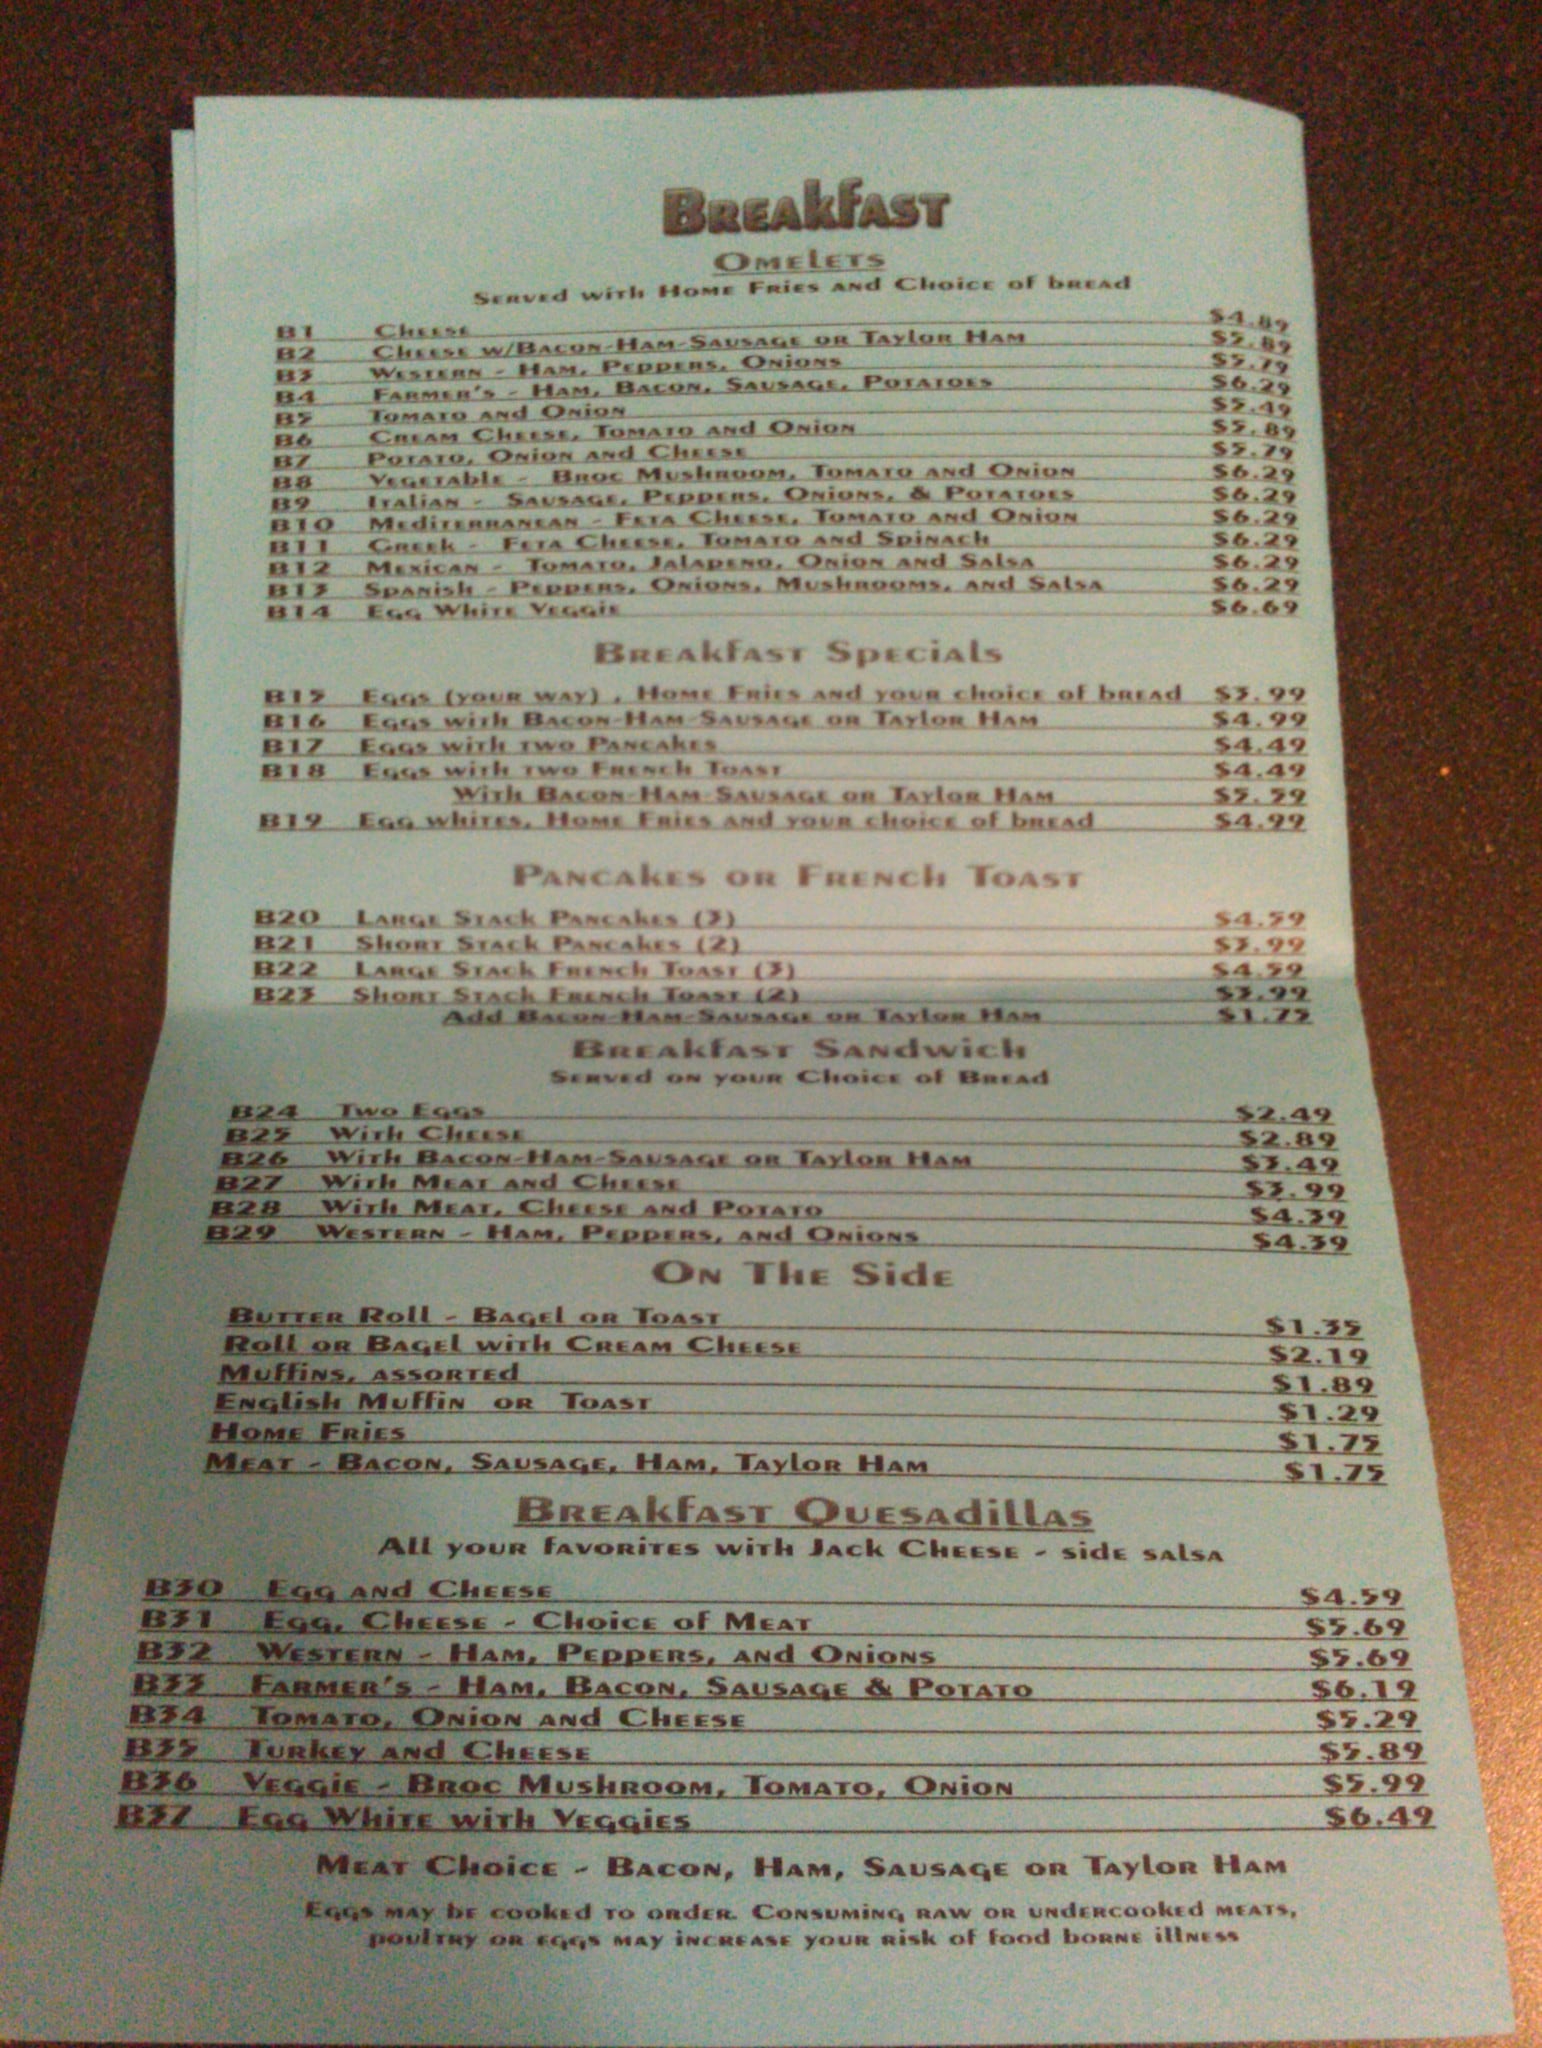 Breakfast
Omelets
Served with Home Fries and Choice of bread
B1 Cheese $4.89
B2 Cheese w/Bacon-Ham-Sausage or Taylor Ham $5.89
B3 Western - Ham, Peppers, Onions $5.79
B4 Farmer's - Ham, Bacon, Sausage, Potatoes $6.29
B5 Tomato and Onion $5.49
B6 Cream Cheese, Tomato and Onion $5.89
B7 Potato, Onion and Cheese $5.79
B8 Vegetable - Broc Mushroom, Tomato and Onion $6.29
B9 Italian - Sausage, Peppers, Onions, & Potatoes $6.29
B10 Mediterranean - Feta Cheese, Tomato and Onion $6.29
B11 Greek - Feta Cheese, Tomato and Spinach $6.29
B12 Mexican - Tomato, Jalapeno, Onion and Salsa $6.29
B13 Spanish - Peppers, Onions, Mushrooms, and Salsa $6.29
B14 Egg White Veggie $6.69
Breakfast Specials
B15 Eggs (your way) , Home Fries and your choice of bread $3.99
B16 Eggs with Bacon-Ham-Sausage or Taylor Ham $4.99
B17 Eggs with two Pancakes $4.49
B18 Eggs with two French Toast $4.49
With Bacon-Ham-Sausage or Taylor Ham $5.59
B19 Egg whites, Home Fries and your choice of bread $4.99
Pancakes or French Toast
B20 Large Stack Pancakes (3) $4.59
B21 Short Stack Pancakes (2) $3.99
B22 Large Stack French Toast (3) $4.59
B23 Short Stack French Toast (2) $3.99
Add Bacon-Ham-Sausage or Taylor Ham $1.75
Breakfast Sandwich
Served on your Choice of Bread
B24 Two Eggs $2.49
B25 With Cheese $2.89
B26 With Bacon-Ham-Sausage or Taylor Ham $3.49
B27 With Meat and Cheese $3.99
B28 With Meat, Cheese and Potato $4.39
B29 Western - Ham, Peppers, and Onions $4.39
On The Side
Butter Roll - Bagel or Toast $1.35
Roll or Bagel with Cream Cheese $2.19
Muffins, assorted $1.89
English Muffin or Toast $1.29
Home Fries $1.75
Meat - Bacon, Sausage, Ham, Taylor Ham $1.75
Breakfast Quesadillas
All your favorites with Jack Cheese - side salsa
B30 Egg and Cheese $4.59
B31 Egg, Cheese - Choice of Meat $5.69
B32 Western - Ham, Peppers, and Onions $5.69
B33 Farmer's - Ham, Bacon, Sausage & Potato $6.19
B34 Tomato, Onion and Cheese $5.29
B35 Turkey and Cheese $5.89
B36 Veggie - Broc Mushroom, Tomato, Onion $5.99
B37 Egg White with Veggies $6.49
Meat Choice - Bacon, Ham, Sausage or Taylor Ham
Eggs may be cooked to order. Consuming raw or undercooked meats,
poultry or eggs may increase your risk of food borne illness